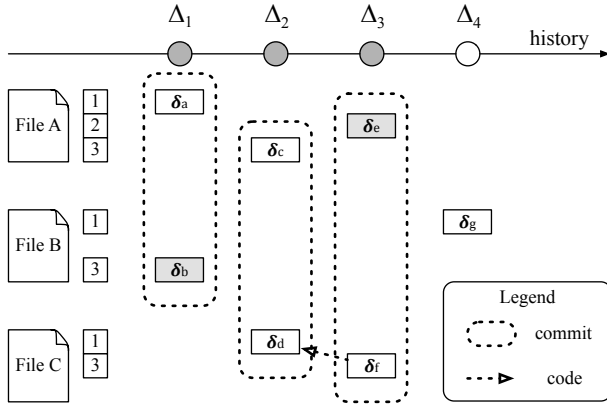 Δ1 Δ2 Δ3 Δ4
history
File A
1
2
3
δa
δc
δe
File B
1
3
δb
δg
File C
1
3
δd
δf
Legend
commit
code